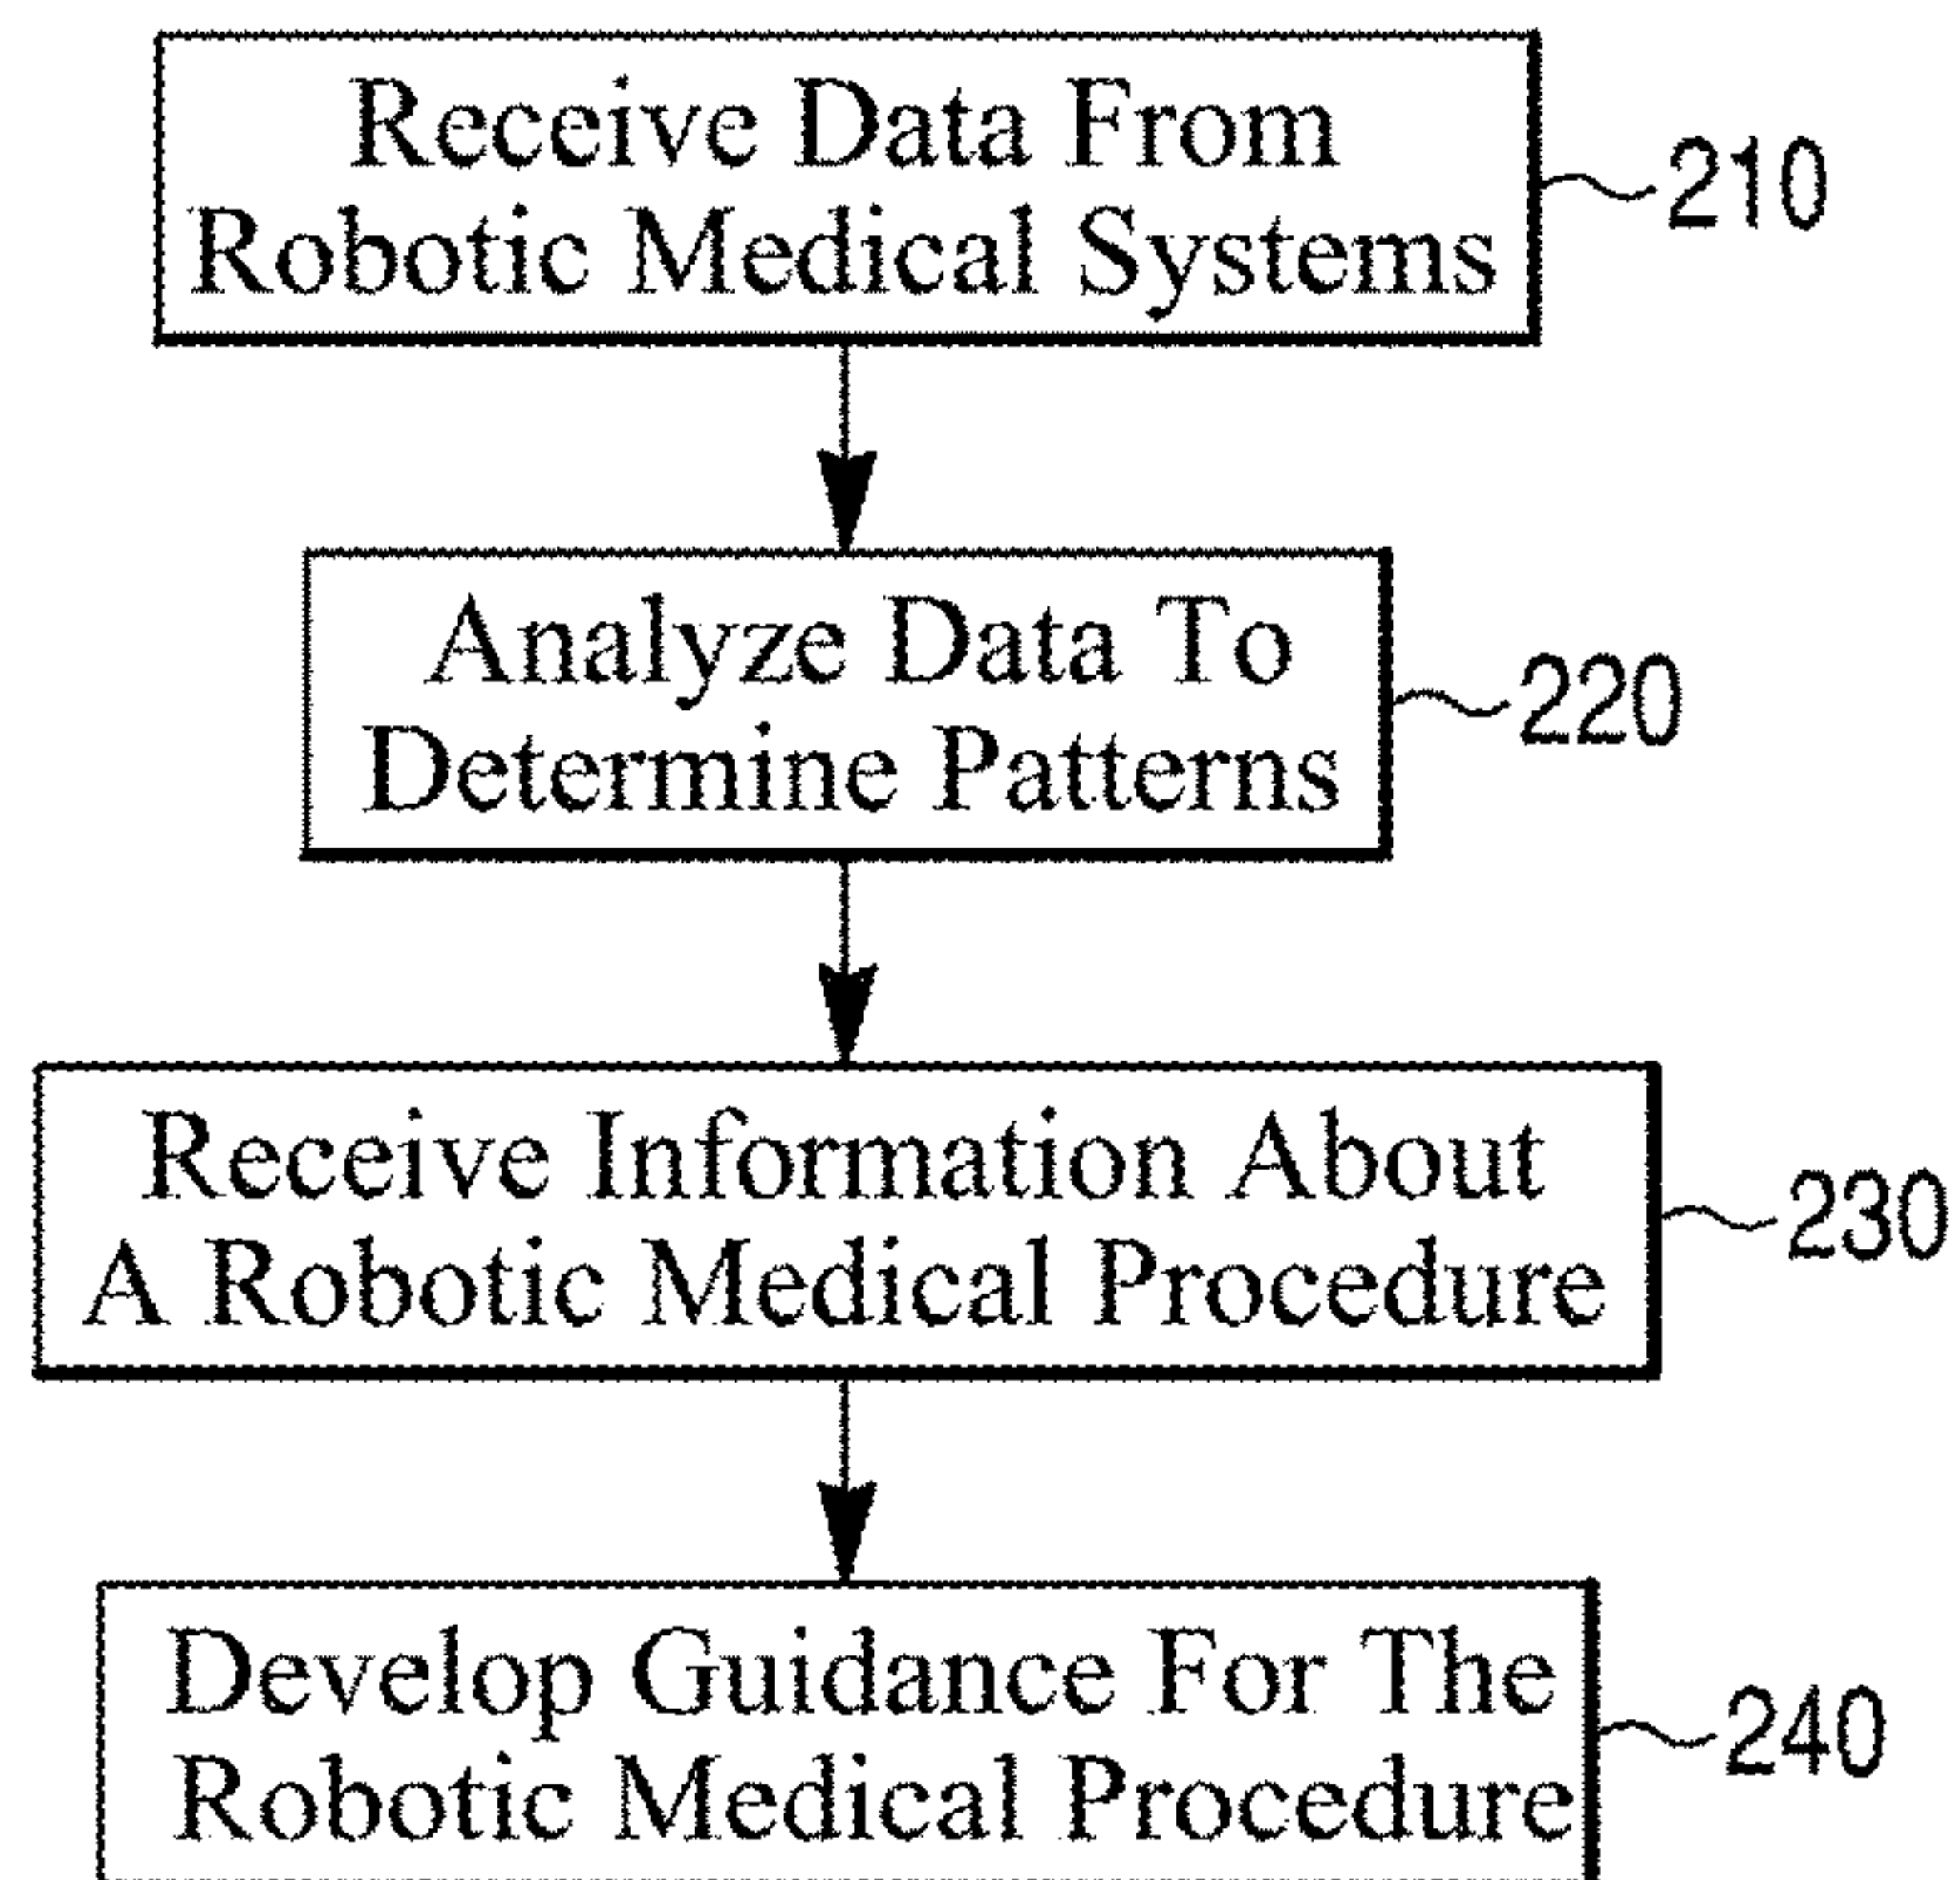 Receive Data From
Robotic Medical Systems
210
Analyze Data To
Determine Patterns
220
Receive Information About
A Robotic Medical Procedure
230
Develop Guidance For The
Robotic Medical Procedure
240